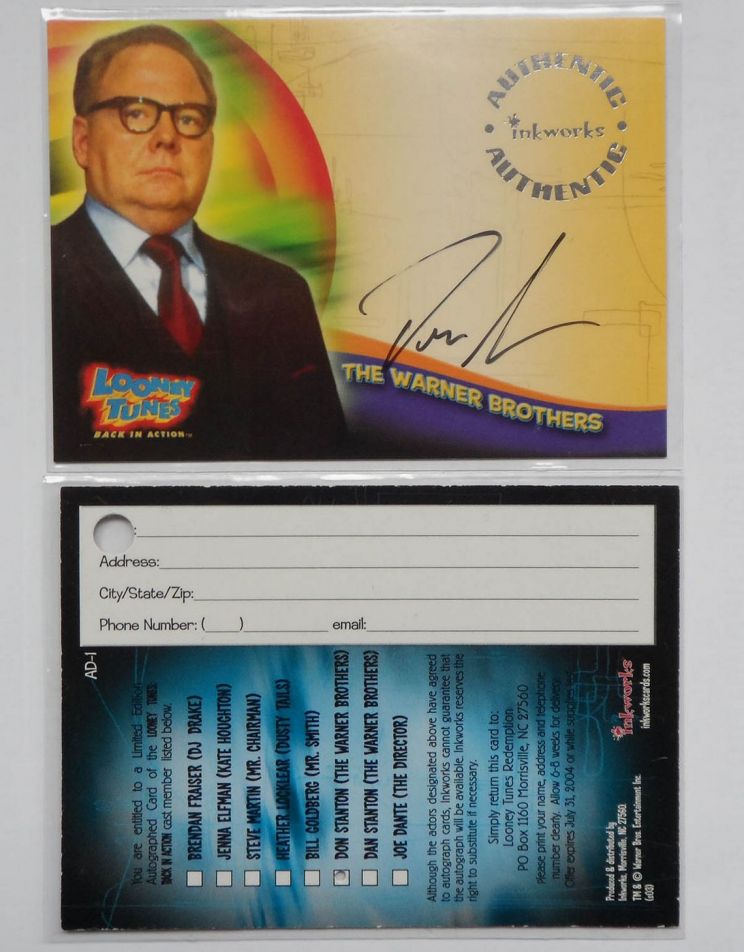 AUTHENTIC
inkworks
AUTHENTIC
THE WARNER BROTHERS
LOONEY
TUNES
BACK IN ACTION™
:
Address:
City/State/Zip:
Phone Number: (    )
email:
AD-1
You are entitled to a Limited Edition
Autographed Card of the LOONEY TUNES:
BACK IN ACTION cast member listed below.
BRENDAN FRAISER (DJ DRAKE)
JENNA ELFMAN (KATE HOUGHTON)
STEVE MARTIN (MR. CHAIRMAN)
HEATHER LOCKLEAR (DUSTY TAILS)
BILL GOLDBERG (MR. SMITH)
DON STANTON (THE WARNER BROTHERS)
DAN STANTON (THE WARNER BROTHERS)
JOE DANTE (THE DIRECTOR)
Although the actors designated above have agreed
to autograph cards, Inkworks cannot guarantee that
the autograph will be available. Inkworks reserves the
right to substitute if necessary.
Simply return this card to:
Looney Tunes Redemption
PO Box 1160 Morrisville, NC 27560
Please print your name, address and telephone
number clearly. Allow 6-8 weeks for delivery.
Offer expires July 31, 2004 or while supplies last.
Produced & distributed by
Inkworks, Morrisville, NC 27560.
TM & © Warner Bros. Entertainment Inc.
(s03)
inkworks
inkworkscards.com